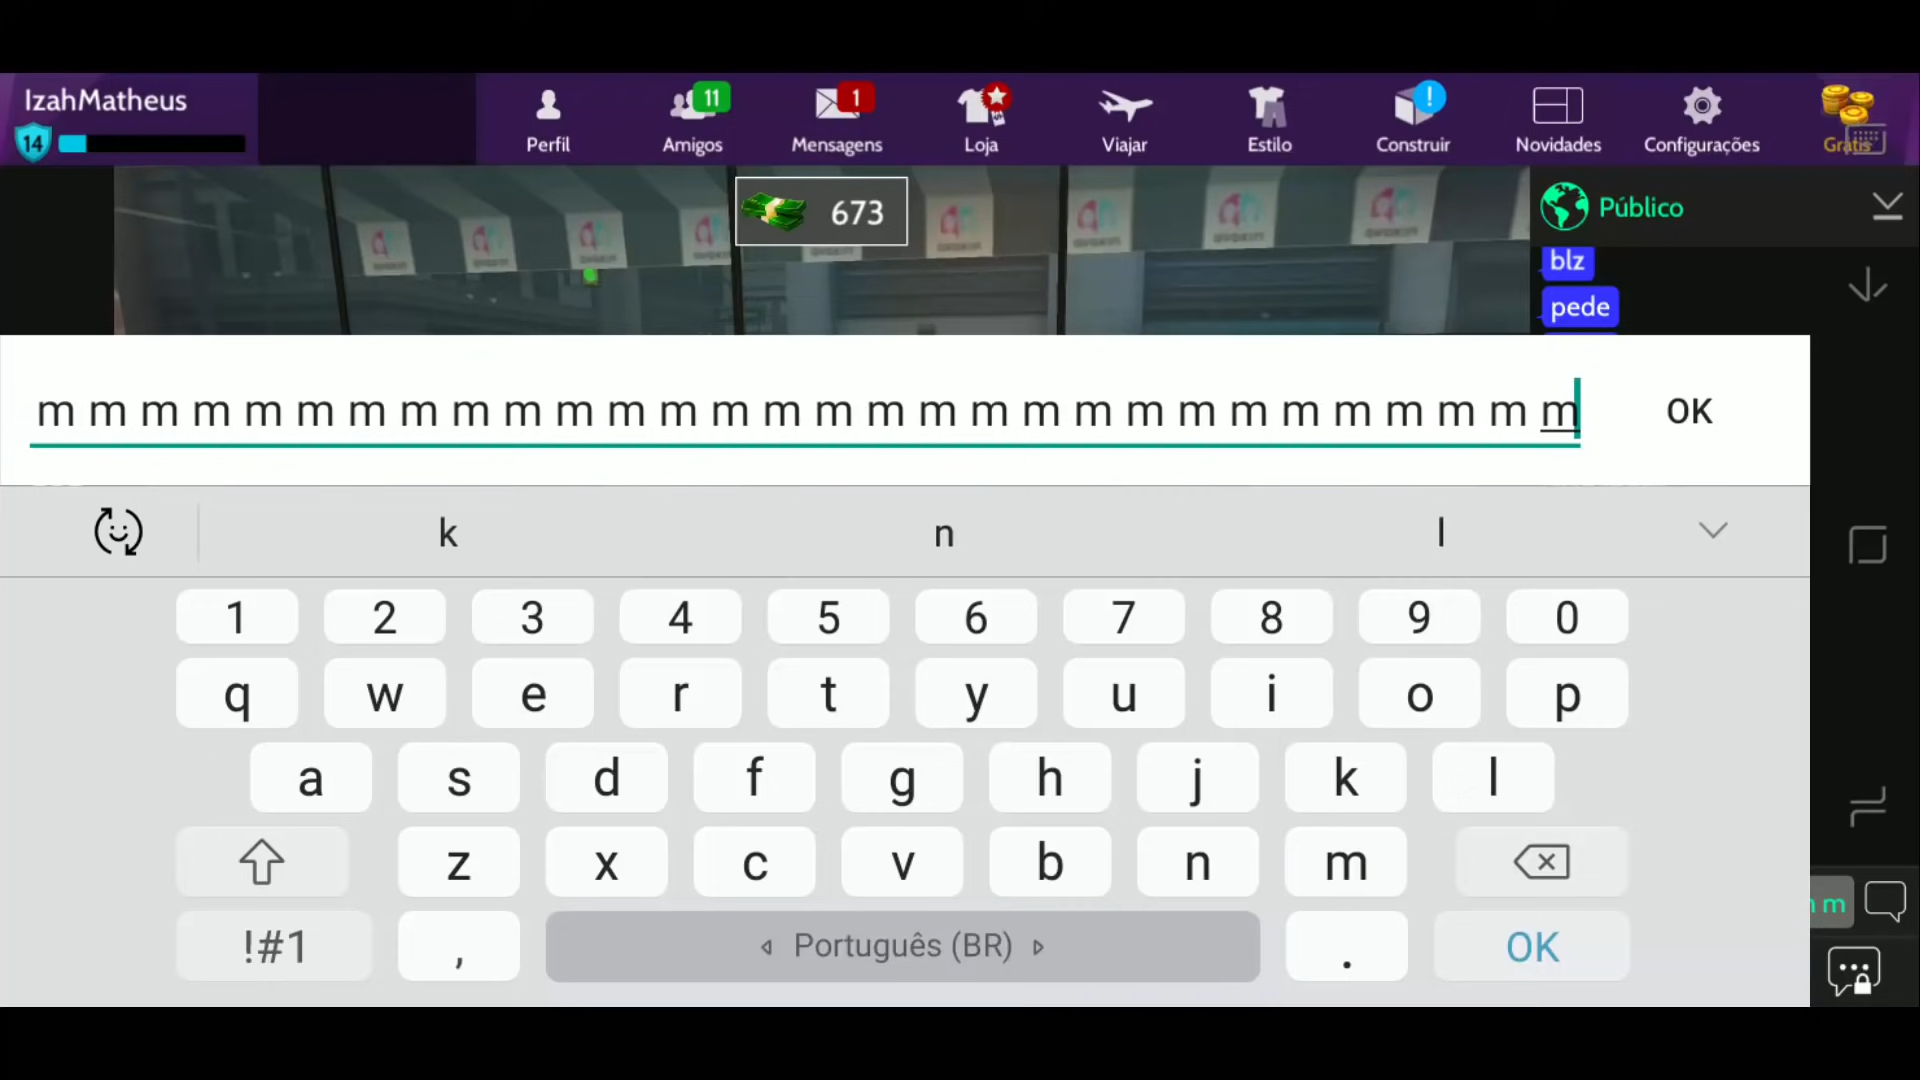 IzahMatheus
14
Perfil
11
Amigos
1
Mensagens
Loja
Viajar
Estilo
!
Construir
Novidades
Configurações
Gratis
673
Público
blz
pede
m m m m m m m m m m m m m m m m m m m m m m m m m m m m m m
OK
k n l
1 2 3 4 5 6 7 8 9 0
q w e r t y u i o p
a s d f g h j k l
z x c v b n m
m
!#1 , Português (BR) . OK